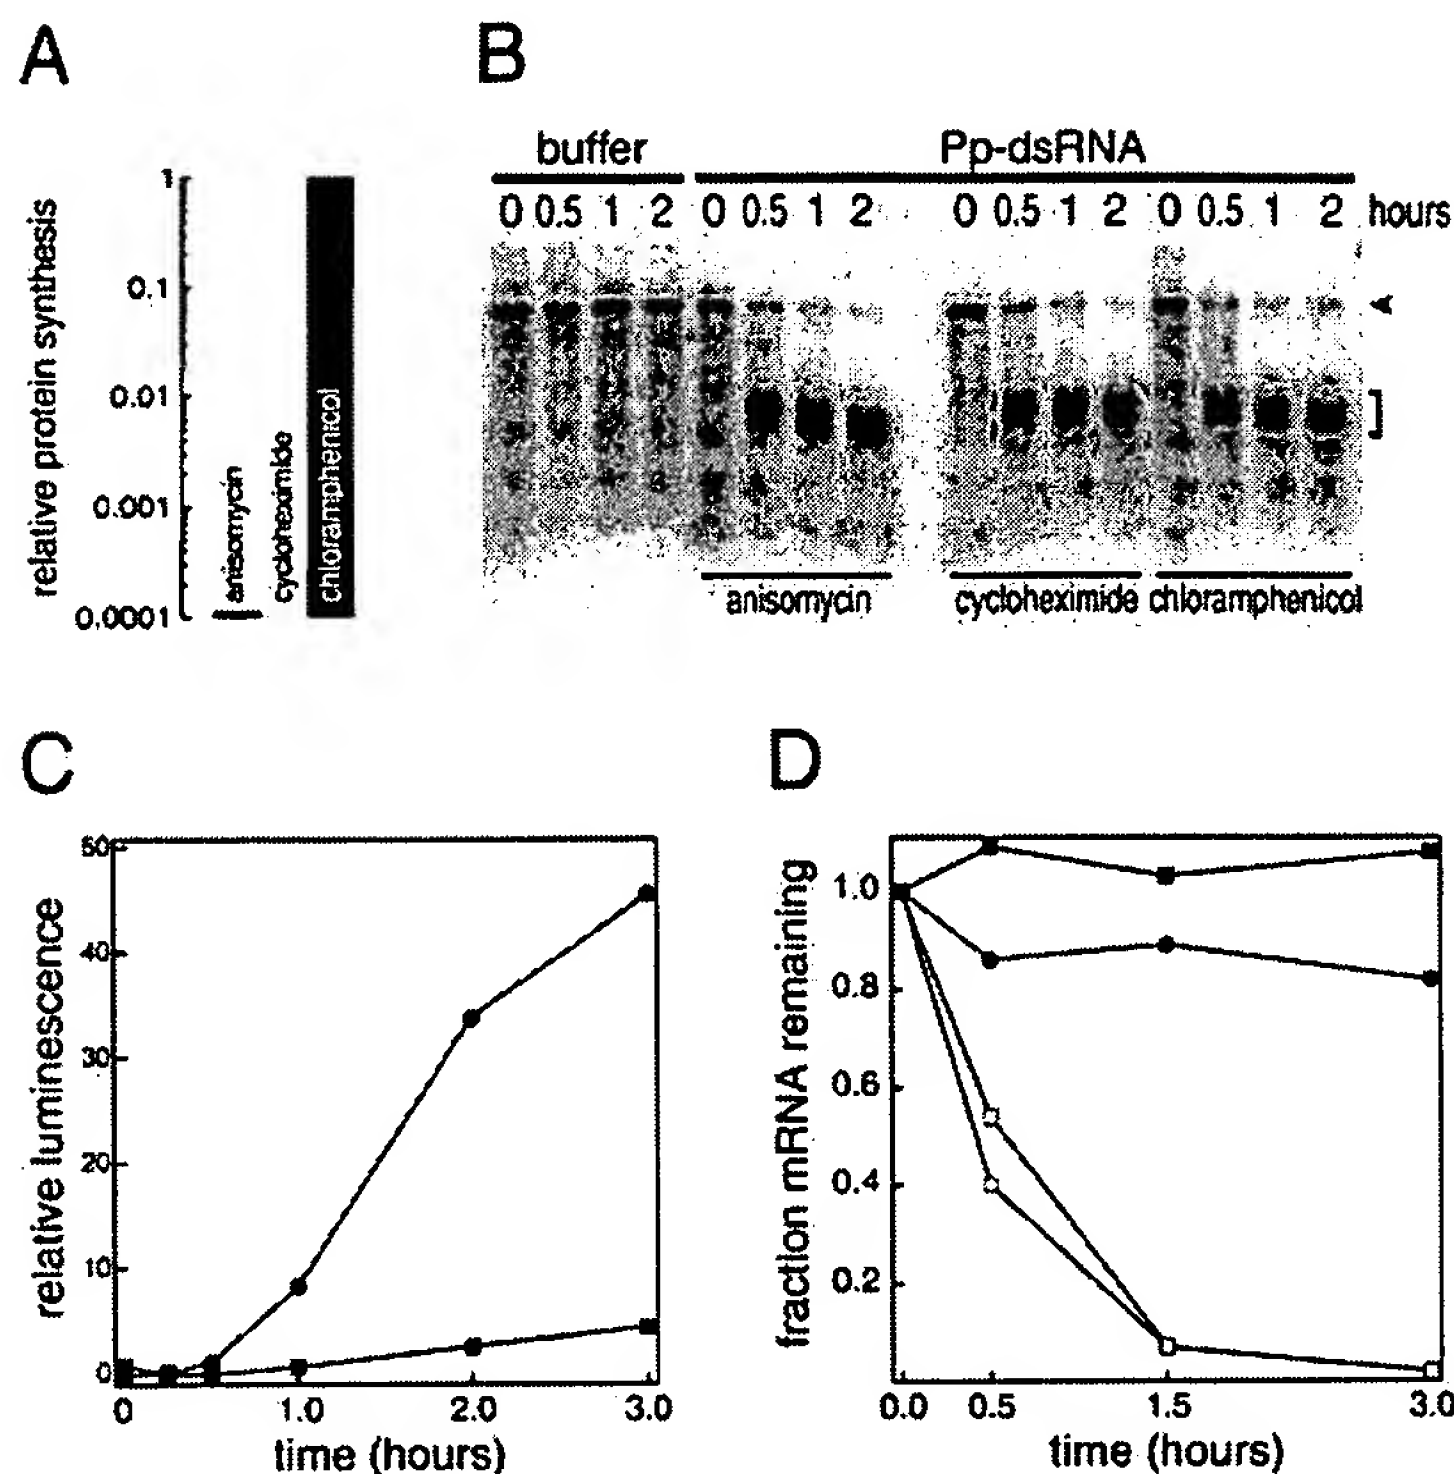 A
relative protein synthesis
1
0.1
0.01
0.001
0.0001
anisomycin
cycloheximide
chloramphenicol
B
buffer Pp-dsRNA
0 0.5 1 2 0 0.5 1 2 0 0.5 1 2 0 0.5 1 2 hours
anisomycin cycloheximide chloramphenicol
C
relative luminescence
50
40
30
20
10
0
0 1.0 2.0 3.0
time (hours)
D
fraction mRNA remaining
1.0
0.8
0.6
0.4
0.2
0.0 0.5 1.5 3.0
time (hours)